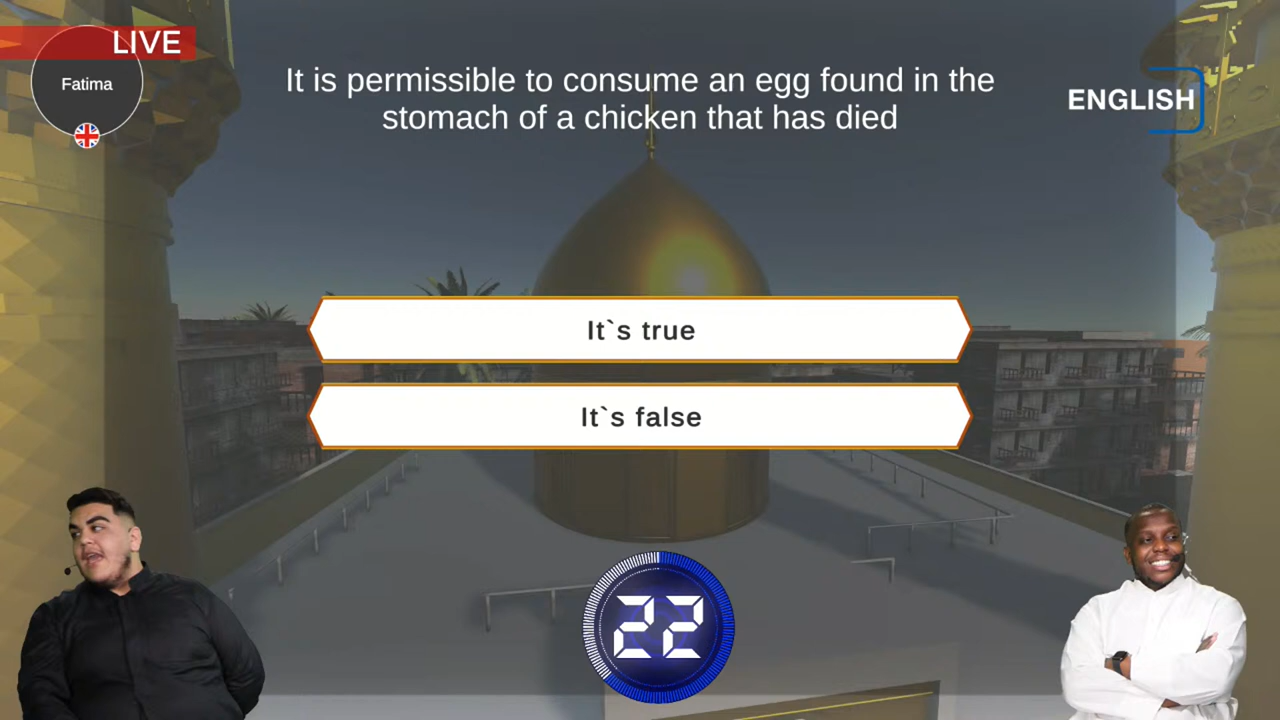 LIVE
Fatima
It is permissible to consume an egg found in the
stomach of a chicken that has died
ENGLISH
It`s true
It`s false
22